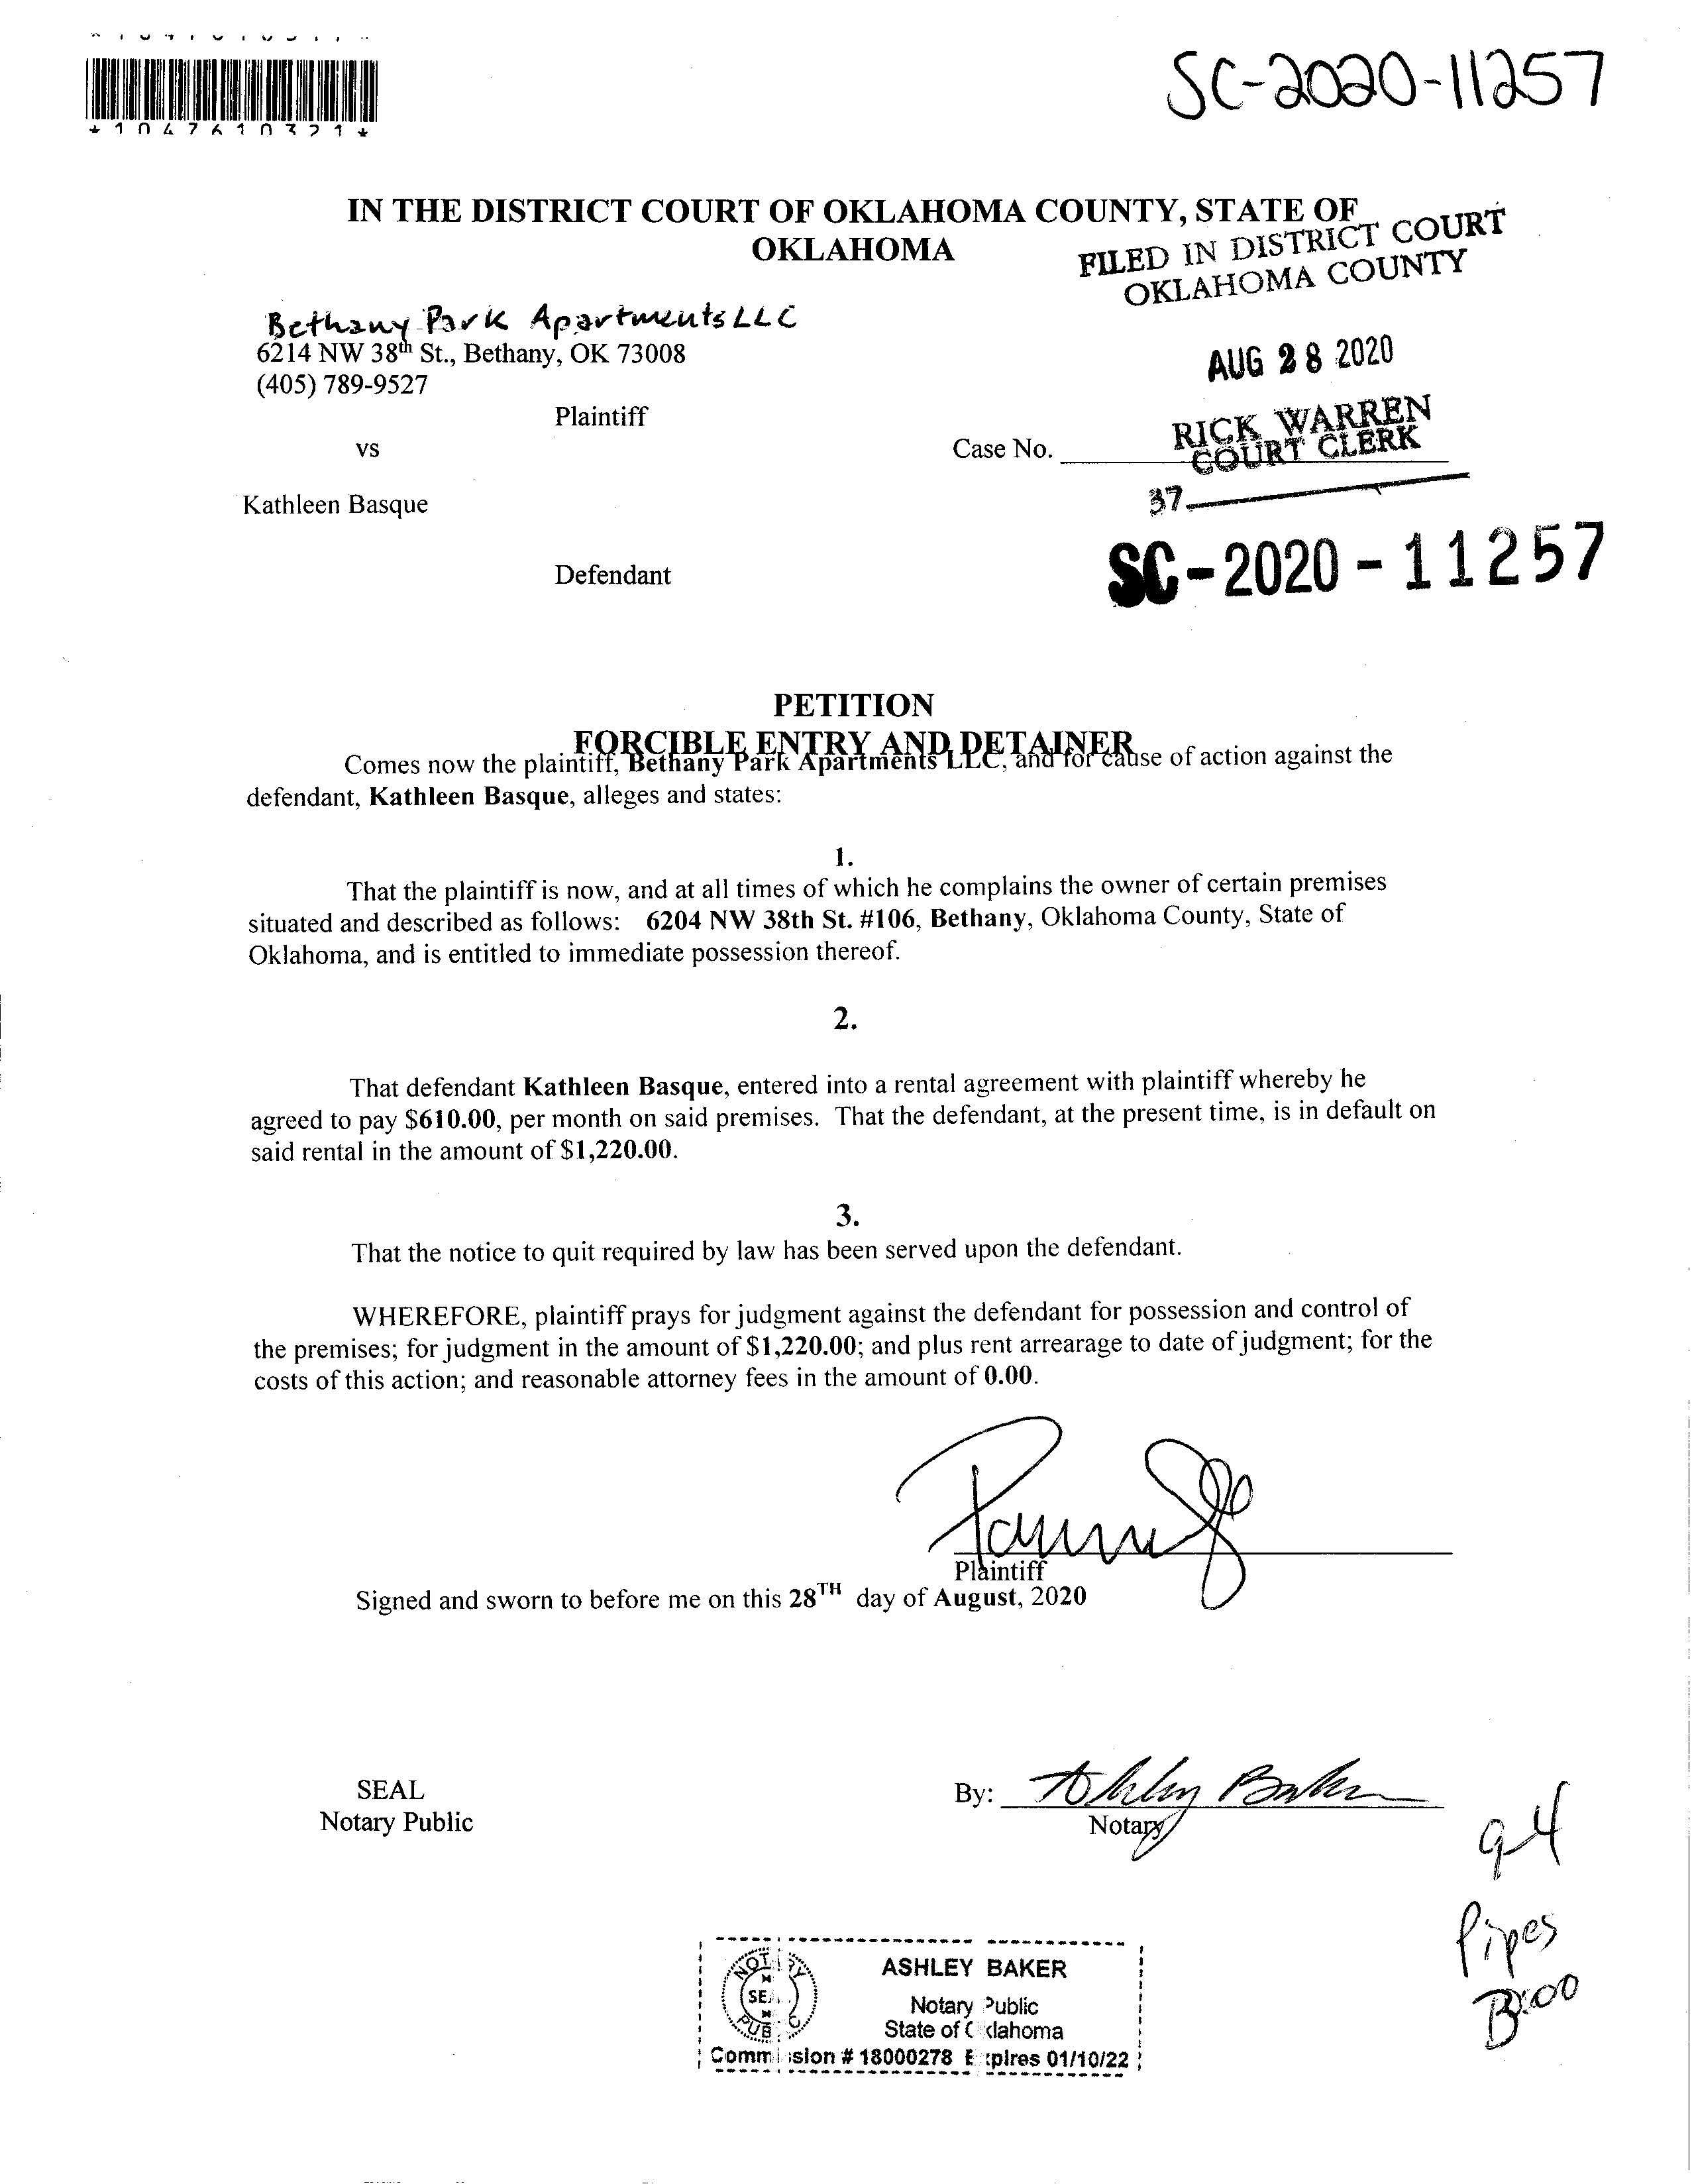 SC-2020-11257
*1047610321*
IN THE DISTRICT COURT OF OKLAHOMA COUNTY, STATE OF
OKLAHOMA
FILED IN DISTRICT COURT
OKLAHOMA COUNTY
Bethany Park Apartments LLC
6214 NW 38th St., Bethany, OK 73008
(405) 789-9527
AUG 28 2020
Plaintiff
RICK WARREN
COURT CLERK
vs
Case No.
37
Kathleen Basque
SC-2020-11257
Defendant
PETITION
FORCIBLE ENTRY AND DETAINER
Comes now the plaintiff, Bethany Park Apartments LLC, and for cause of action against the
defendant, Kathleen Basque, alleges and states:
1.
That the plaintiff is now, and at all times of which he complains the owner of certain premises
situated and described as follows: 6204 NW 38th St. #106, Bethany, Oklahoma County, State of
Oklahoma, and is entitled to immediate possession thereof.
2.
That defendant Kathleen Basque, entered into a rental agreement with plaintiff whereby he
agreed to pay $610.00, per month on said premises. That the defendant, at the present time, is in default on
said rental in the amount of $1,220.00.
3.
That the notice to quit required by law has been served upon the defendant.
WHEREFORE, plaintiff prays for judgment against the defendant for possession and control of
the premises; for judgment in the amount of $1,220.00; and plus rent arrearage to date of judgment; for the
costs of this action; and reasonable attorney fees in the amount of 0.00.
Plaintiff
Signed and sworn to before me on this 28TH day of August, 2020
SEAL
Notary Public
By: Ashley Baker
Notary
9-4
Pipes
ASHLEY BAKER
Notary Public
State of Oklahoma
Commission # 18000278 Expires 01/10/22